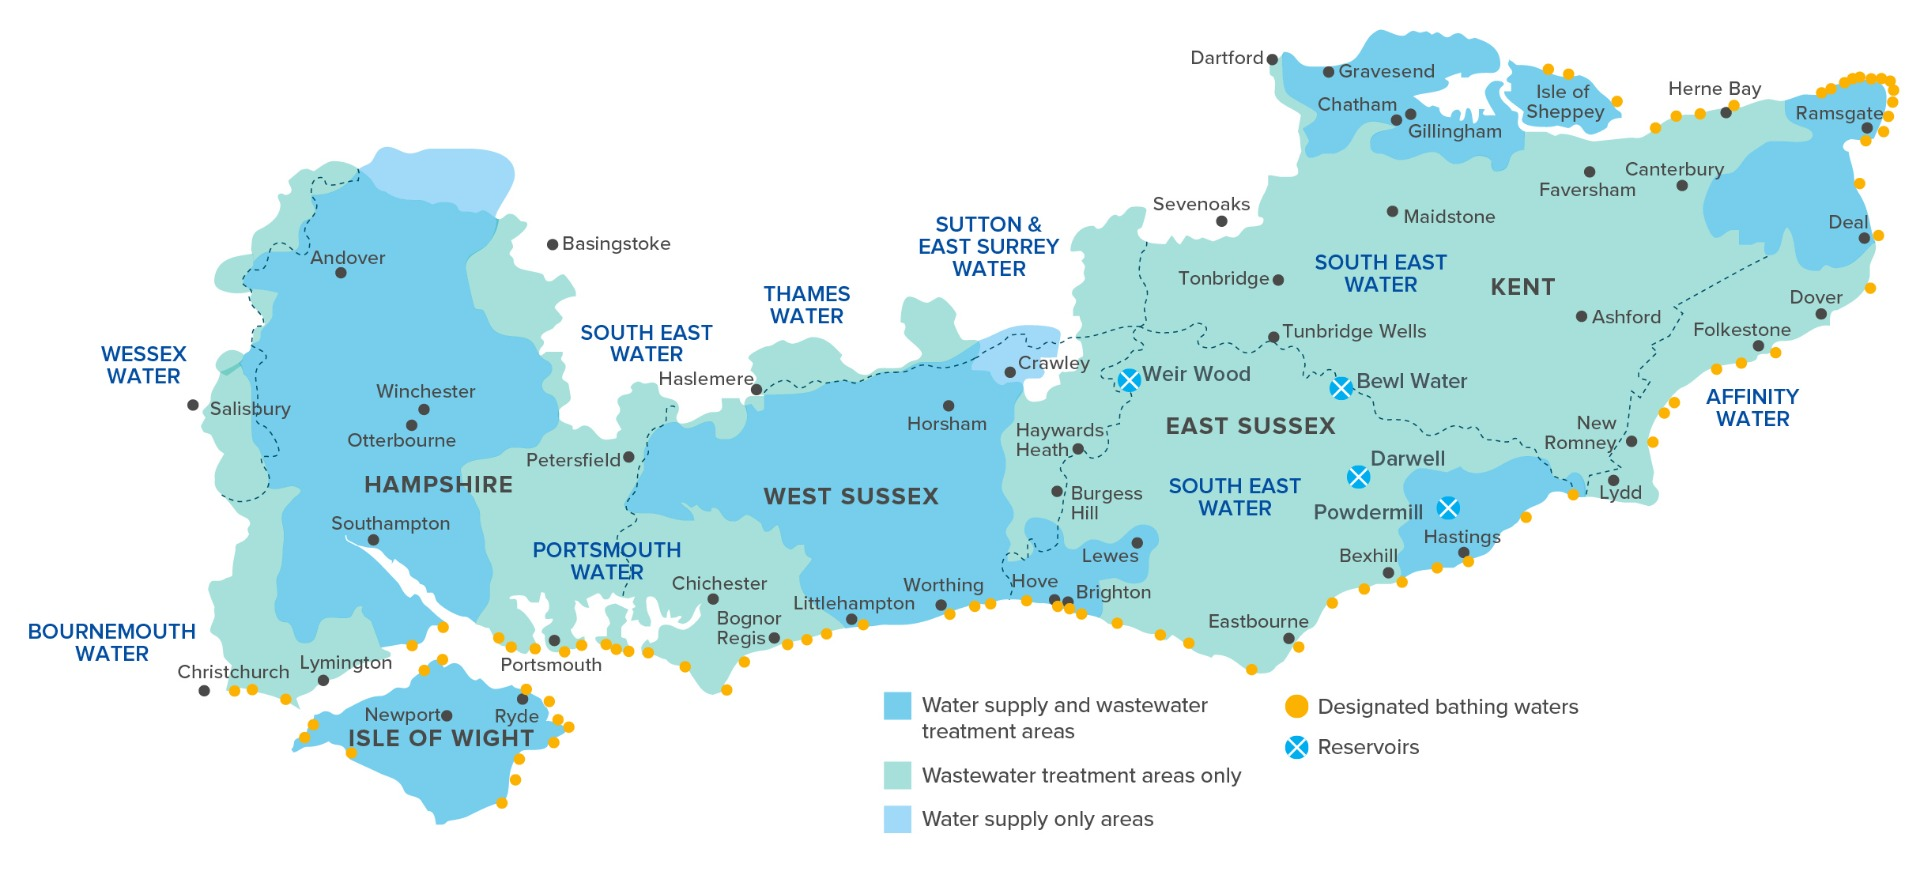 Dartford
Gravesend
Chatham
Gillingham
Isle of
Sheppey
Herne Bay
Ramsgate
Faversham
Canterbury
Sevenoaks
Maidstone
Deal
SUTTON &
EAST SURREY
WATER
Basingstoke
Andover
Tonbridge
SOUTH EAST
WATER
KENT
THAMES
WATER
Dover
Ashford
Folkestone
SOUTH EAST
WATER
Tunbridge Wells
WESSEX
WATER
Haslemere
Crawley
Weir Wood
Bewl Water
AFFINITY
WATER
Winchester
Salisbury
Otterbourne
Horsham
Haywards
Heath
EAST SUSSEX
New
Romney
Petersfield
Darwell
HAMPSHIRE
WEST SUSSEX
Burgess
Hill
SOUTH EAST
WATER
Lydd
Powdermill
Southampton
Hastings
PORTSMOUTH
WATER
Lewes
Bexhill
Chichester
Worthing
Hove
Brighton
Littlehampton
Bognor
Regis
Eastbourne
BOURNEMOUTH
WATER
Christchurch
Lymington
Portsmouth
Newport
Ryde
ISLE OF WIGHT
Water supply and wastewater
treatment areas
Wastewater treatment areas only
Water supply only areas
Designated bathing waters
Reservoirs